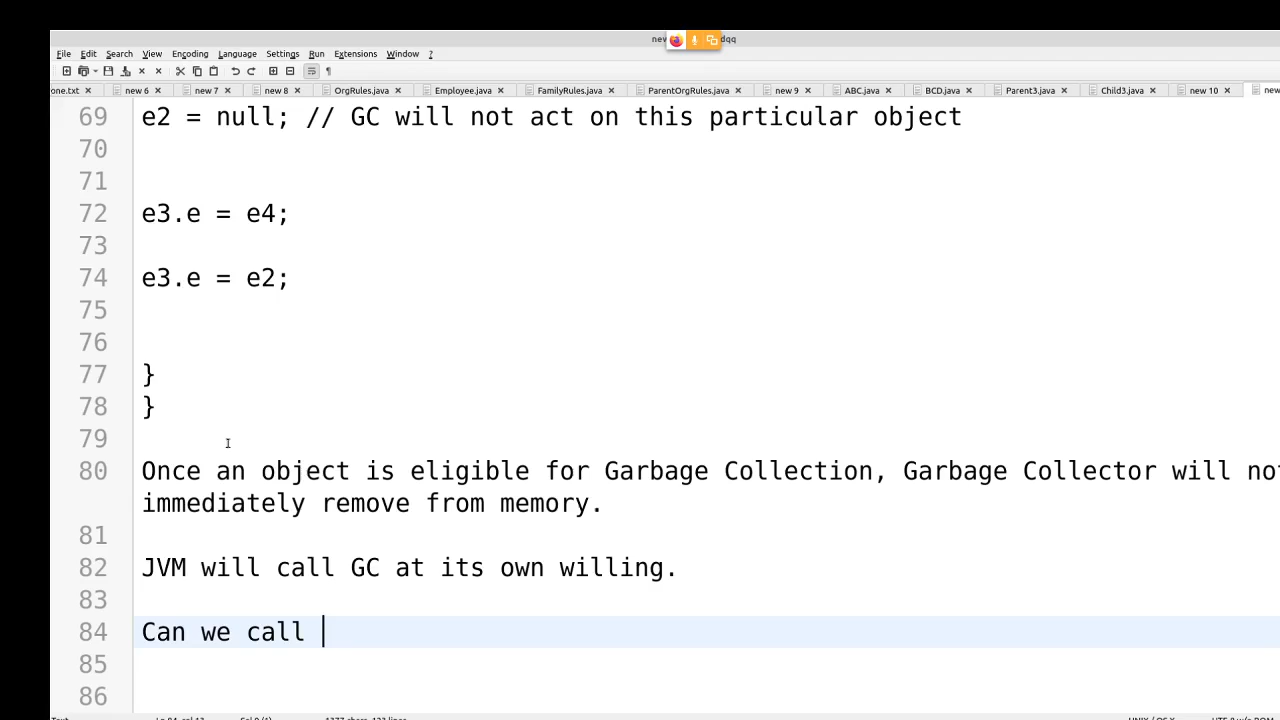 new dqq
File Edit Search View Encoding Language Settings Run Extensions Window ?
one.txt new 6 new 7 new 8 OrgRules.java Employee.java FamilyRules.java ParentOrgRules.java new 9 ABC.java BCD.java Parent3.java Child3.java new 10 new
69 e2 = null; // GC will not act on this particular object
70
71
72 e3.e = e4;
73
74 e3.e = e2;
75
76
77 }
78 }
79
80 Once an object is eligible for Garbage Collection, Garbage Collector will not
immediately remove from memory.
81
82 JVM will call GC at its own willing.
83
84 Can we call
85
86